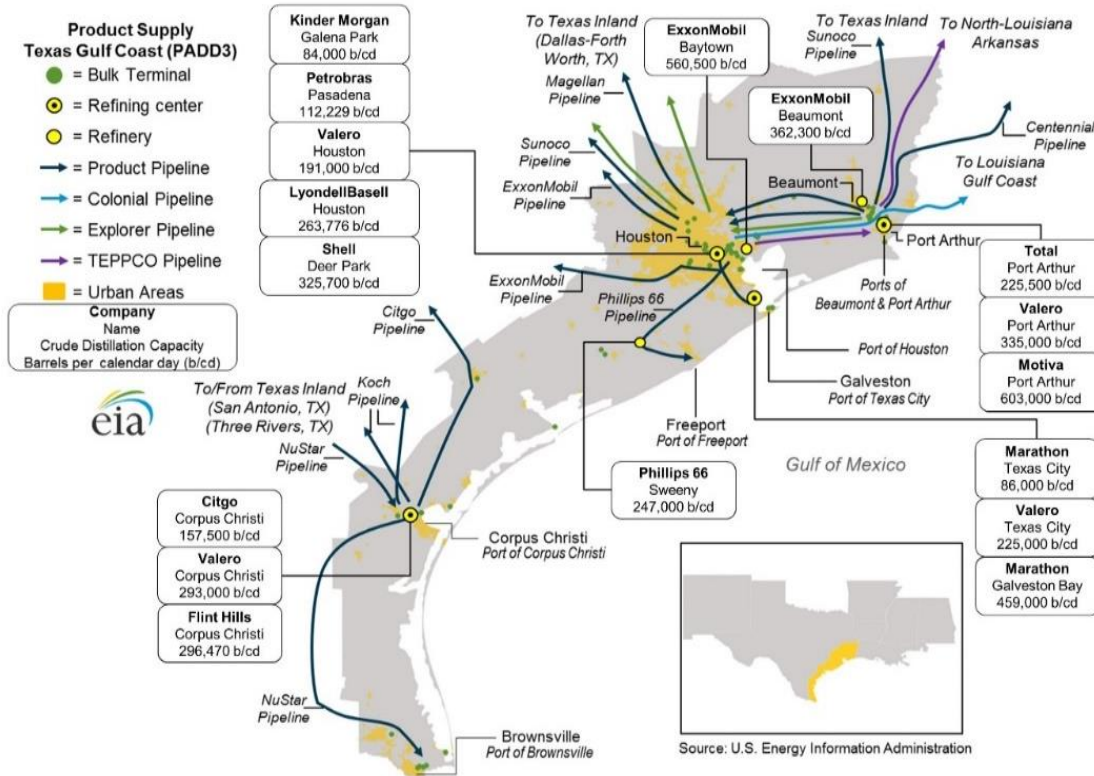 Product Supply
Texas Gulf Coast (PADD3)
= Bulk Terminal
= Refining center
= Refinery
= Product Pipeline
= Colonial Pipeline
= Explorer Pipeline
= TEPPCO Pipeline
= Urban Areas
Company
Name
Crude Distillation Capacity
Barrels per calendar day (b/cd)
eia
Kinder Morgan
Galena Park
84,000 b/cd
Petrobras
Pasadena
112,229 b/cd
Valero
Houston
191,000 b/cd
LyondellBasell
Houston
263,776 b/cd
Shell
Deer Park
325,700 b/cd
To Texas Inland
(Dallas-Forth
Worth, TX)
Magellan
Pipeline
Sunoco
Pipeline
ExxonMobil
Pipeline
ExxonMobil
Baytown
560,500 b/cd
ExxonMobil
Beaumont
362,300 b/cd
To Texas Inland
Sunoco
Pipeline
To North-Louisiana
Arkansas
Centennial
Pipeline
To Louisiana
Gulf Coast
Beaumont
Houston
Port Arthur
Ports of
Beaumont & Port Arthur
Total
Port Arthur
225,500 b/cd
Valero
Port Arthur
335,000 b/cd
Motiva
Port Arthur
603,000 b/cd
ExxonMobil
Pipeline
Phillips 66
Pipeline
Port of Houston
Galveston
Port of Texas City
Freeport
Port of Freeport
Citgo
Pipeline
Koch
Pipeline
To/From Texas Inland
(San Antonio, TX)
(Three Rivers, TX)
NuStar
Pipeline
Phillips 66
Sweeny
247,000 b/cd
Gulf of Mexico
Marathon
Texas City
86,000 b/cd
Valero
Texas City
225,000 b/cd
Marathon
Galveston Bay
459,000 b/cd
Citgo
Corpus Christi
157,500 b/cd
Valero
Corpus Christi
293,000 b/cd
Flint Hills
Corpus Christi
296,470 b/cd
Corpus Christi
Port of Corpus Christi
NuStar
Pipeline
Brownsville
Port of Brownsville
Source: U.S. Energy Information Administration